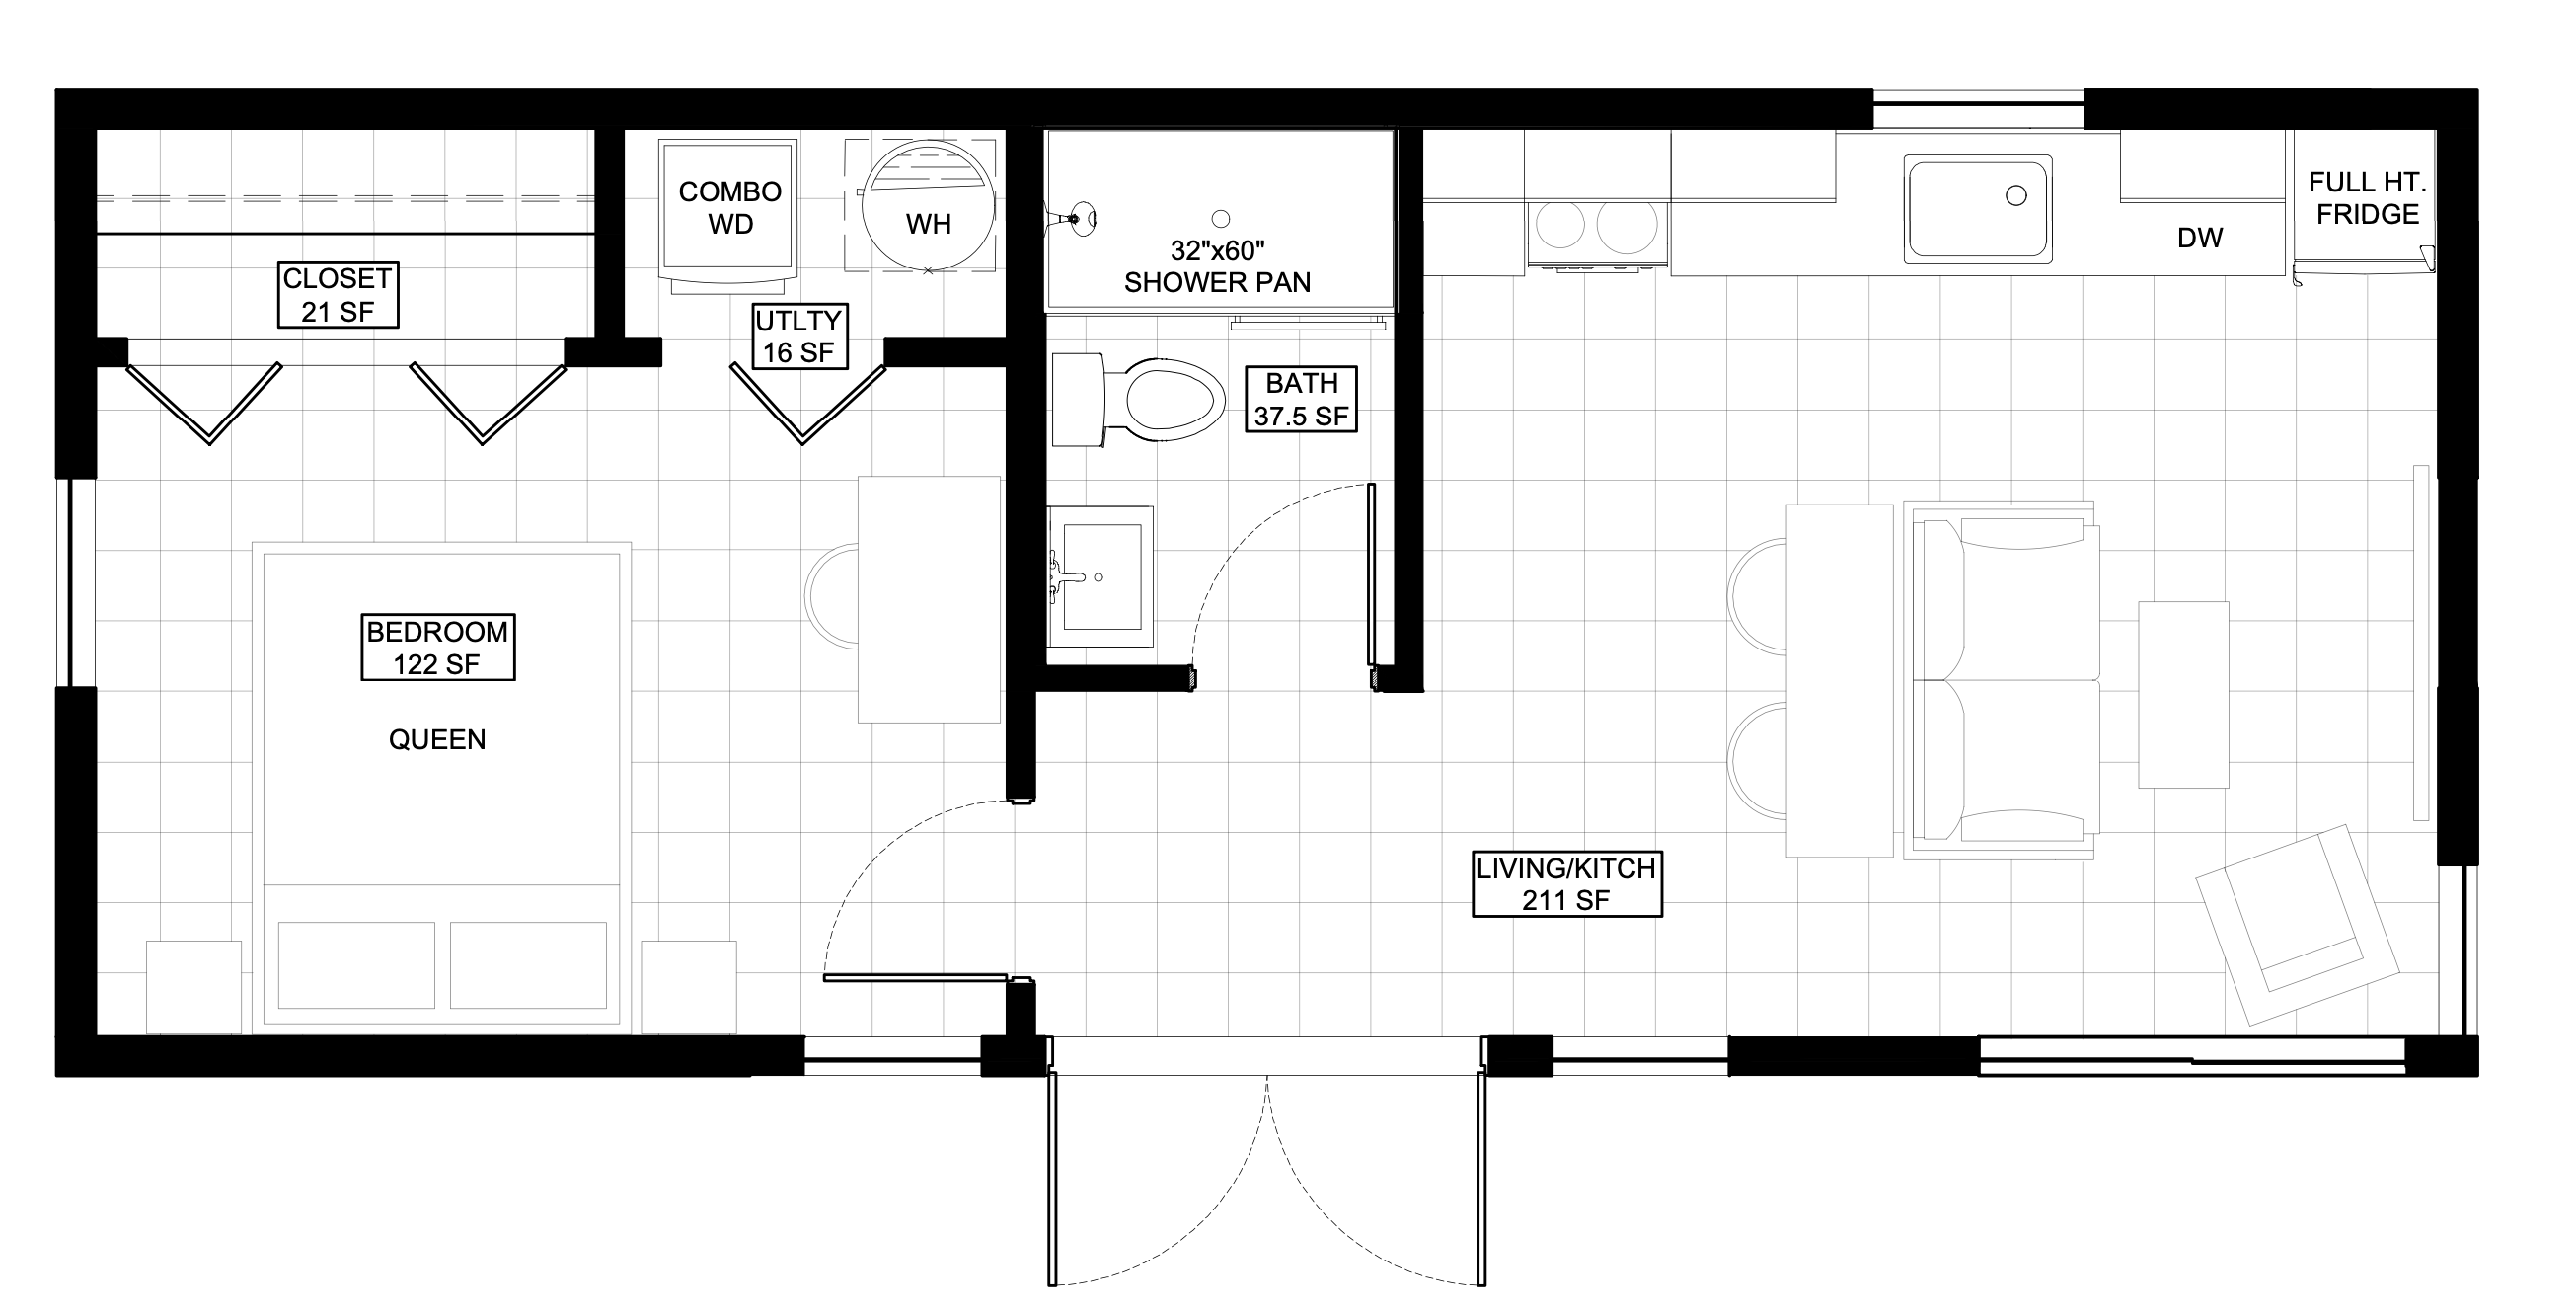 COMBO
WD
WH
32"x60"
SHOWER PAN
FULL HT.
FRIDGE
DW
CLOSET
21 SF
UTLTY
16 SF
BATH
37.5 SF
BEDROOM
122 SF
QUEEN
LIVING/KITCH
211 SF